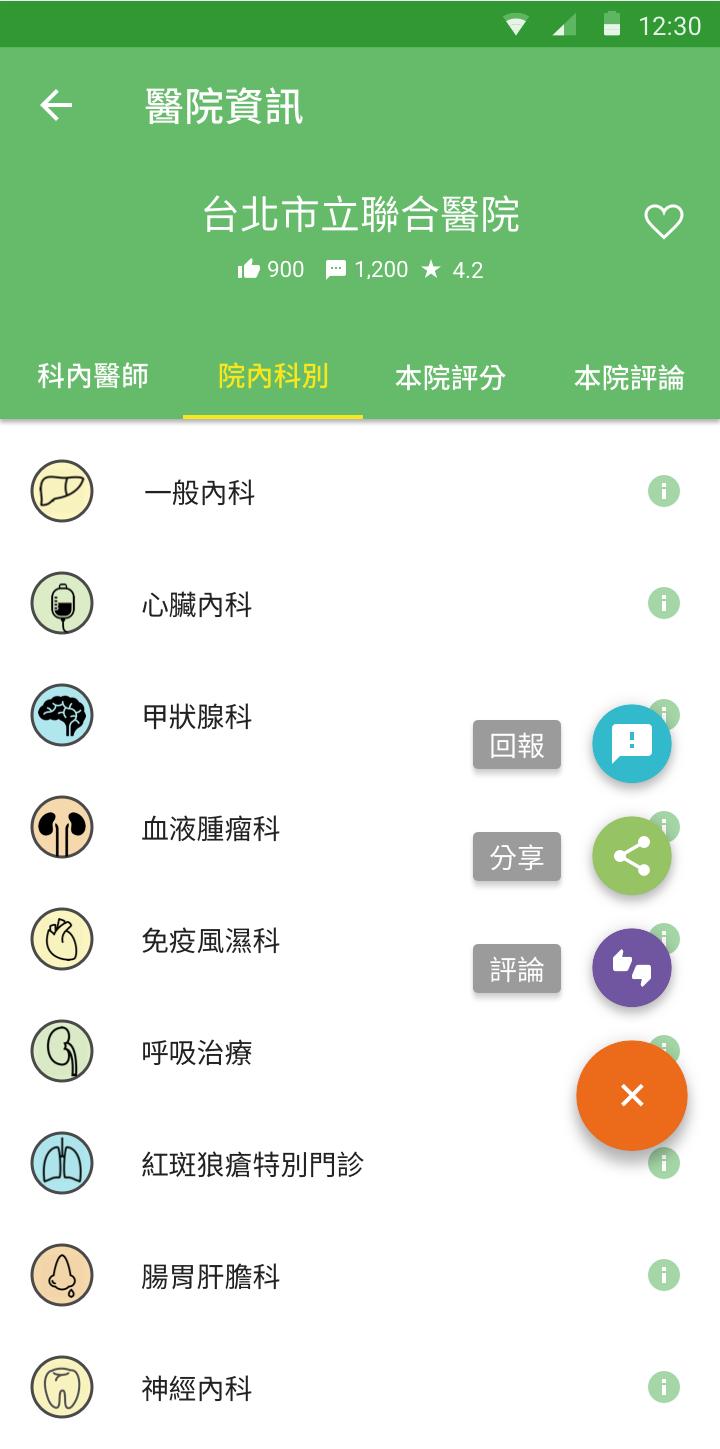 12:30
醫院資訊
台北市立聯合醫院
900 1,200 4.2
科內醫師 院內科別 本院評分 本院評論
一般內科
心臟內科
甲狀腺科
回報
血液腫瘤科
分享
免疫風濕科
評論
呼吸治療
紅斑狼瘡特別門診
腸胃肝膽科
神經內科